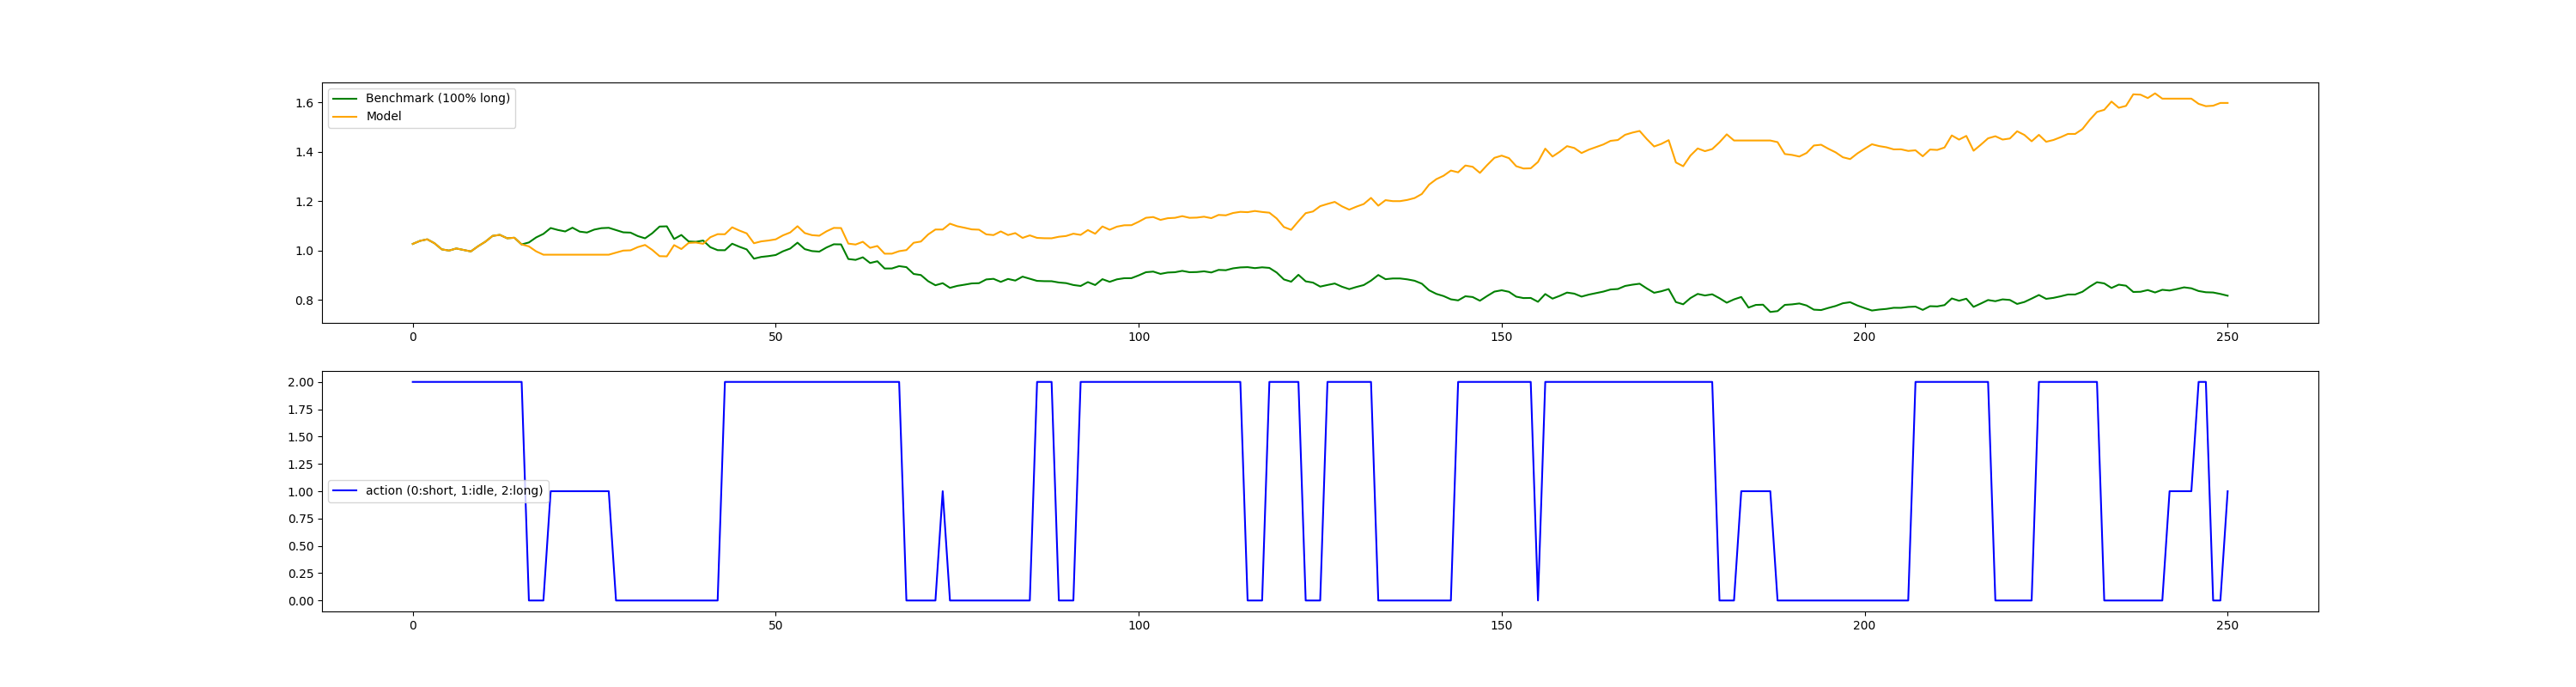 Benchmark (100% long)
Model
1.6
1.4
1.2
1.0
0.8
0 50 100 150 200 250
2.00
1.75
1.50
1.25
1.00
0.75
0.50
0.25
0.00
action (0:short, 1:idle, 2:long)
0 50 100 150 200 250